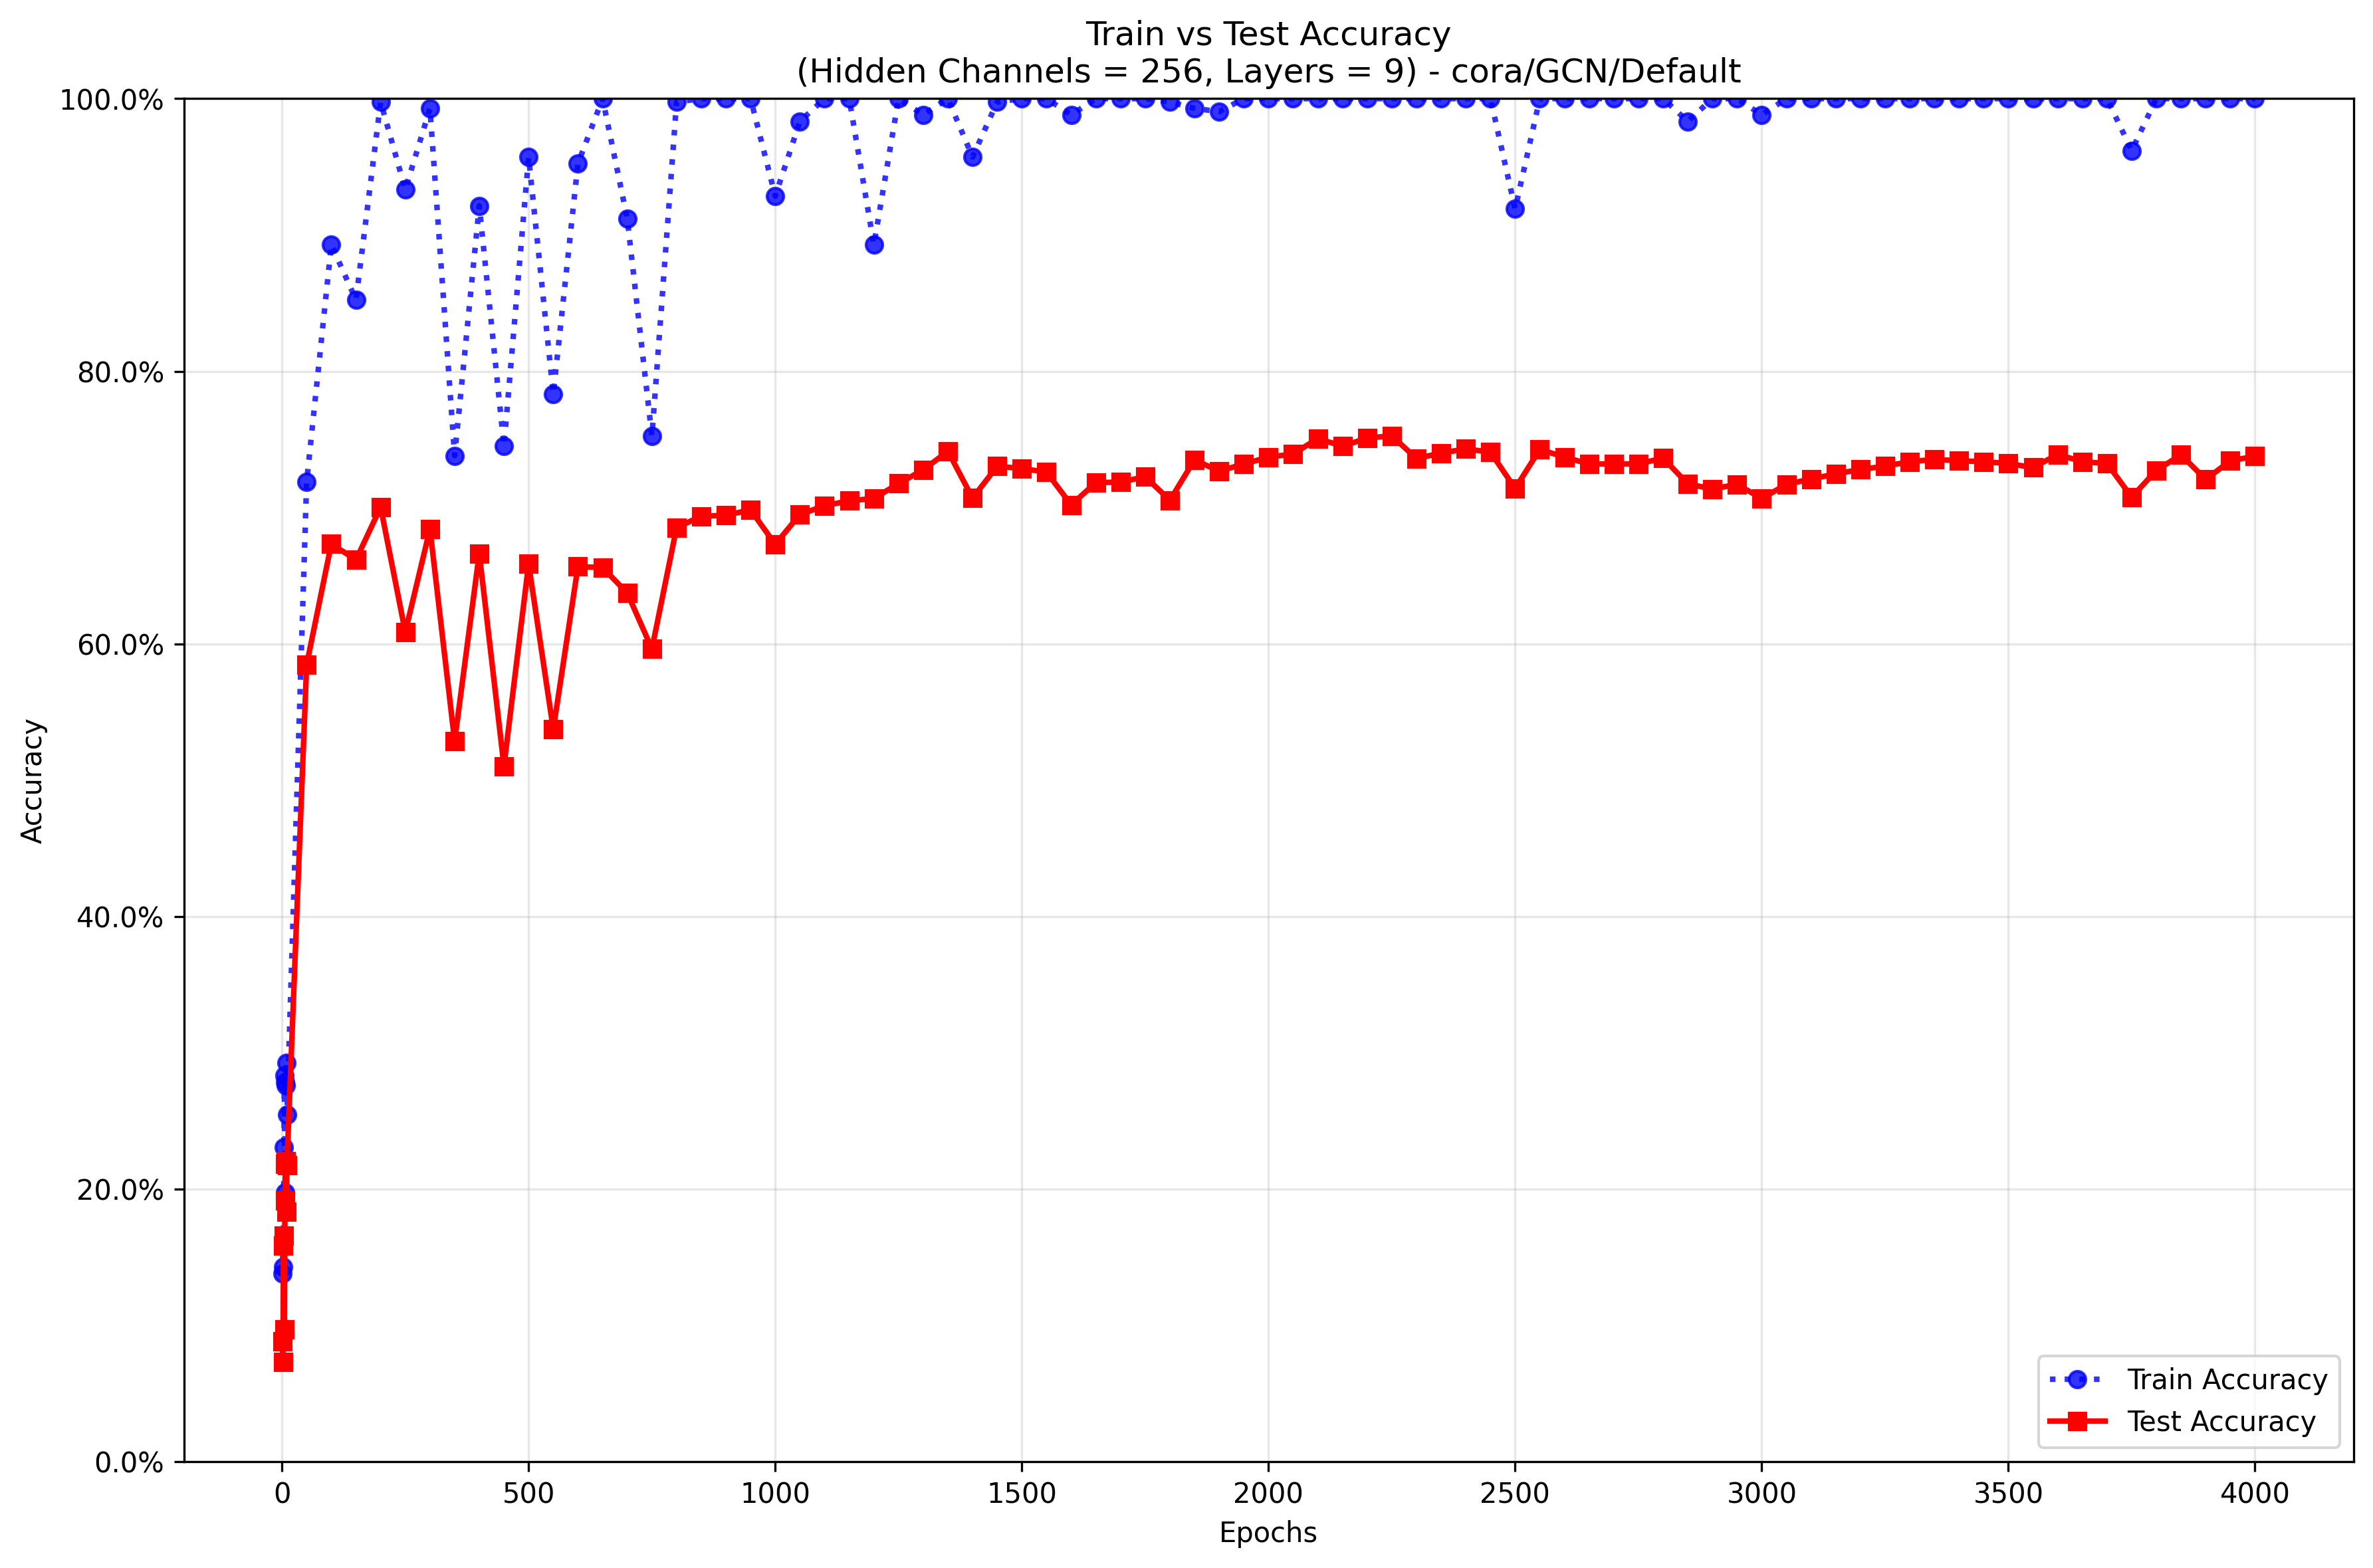 Train vs Test Accuracy
(Hidden Channels = 256, Layers = 9) - cora/GCN/Default
100.0%
80.0%
60.0%
40.0%
20.0%
0.0%
Accuracy
0 500 1000 1500 2000 2500 3000 3500 4000
Epochs
Train Accuracy
Test Accuracy